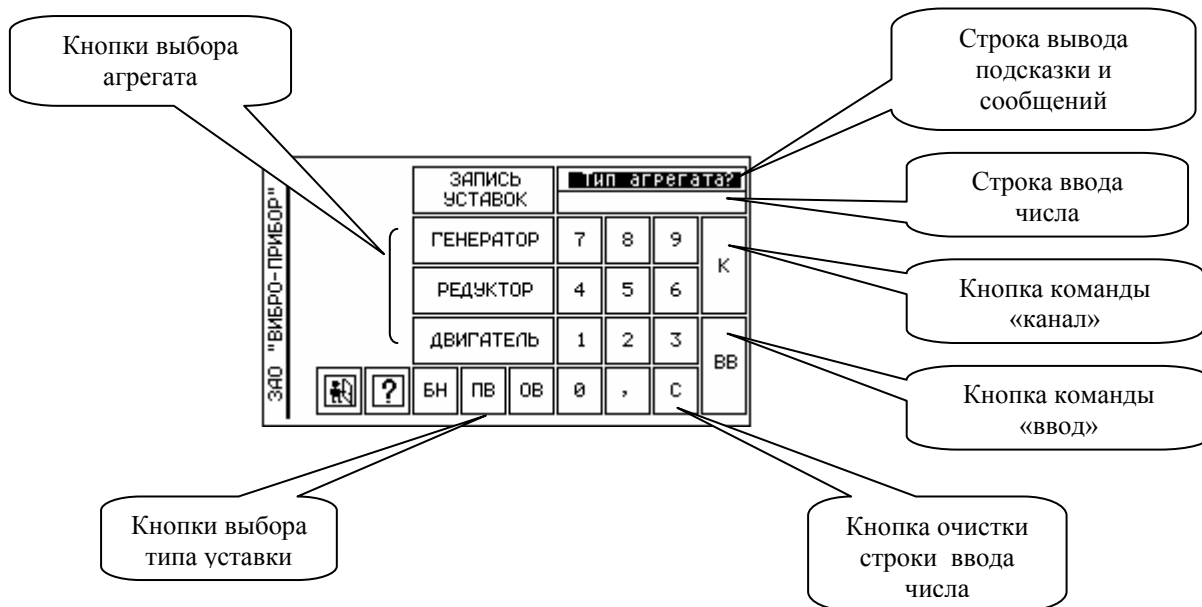 Кнопки выбора
агрегата
Строка вывода
подсказки и
сообщений
ЗАО "ВИБРО-ПРИБОР"
ЗАПИСЬ
УСТАВОК
Тип агрегата?
Строка ввода
числа
ГЕНЕРАТОР 7 8 9 К
РЕДУКТОР 4 5 6
Кнопка команды
«канал»
ДВИГАТЕЛЬ 1 2 3 ВВ
? БН ПВ ОВ 0 , С
Кнопка команды
«ввод»
Кнопки выбора
типа уставки
Кнопка очистки
строки ввода
числа